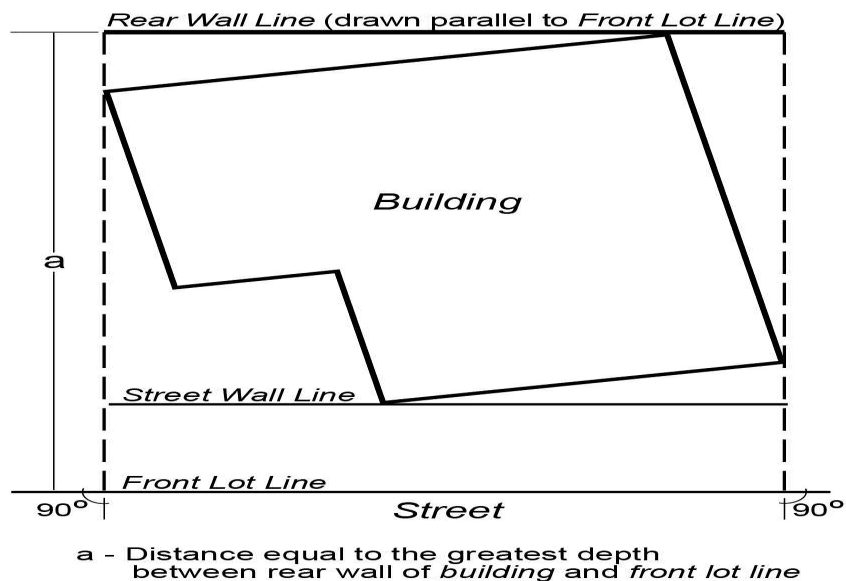 Rear Wall Line (drawn parallel to Front Lot Line)
Building
a
Street Wall Line
Front Lot Line
90° Street 90°
a - Distance equal to the greatest depth
between rear wall of building and front lot line